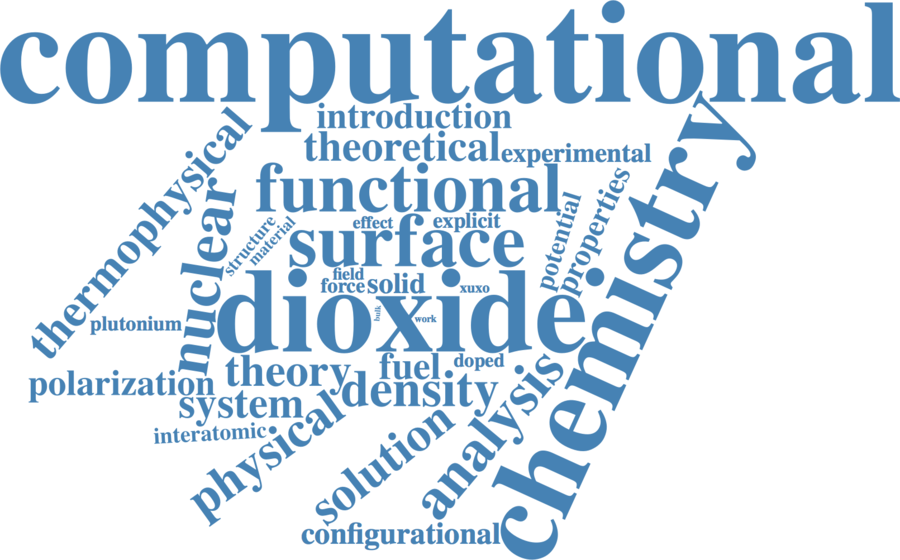 computational
introduction
theoretical
experimental
thermophysical
functional
chemistry
nuclear
potential
properties
effect
explicit
structure
material
surface
field
force
solid
xuxo
dioxide
bulk
work
plutonium
theory
fuel
doped
polarization
density
system
analysis
interatomic
physical
solution
configurational